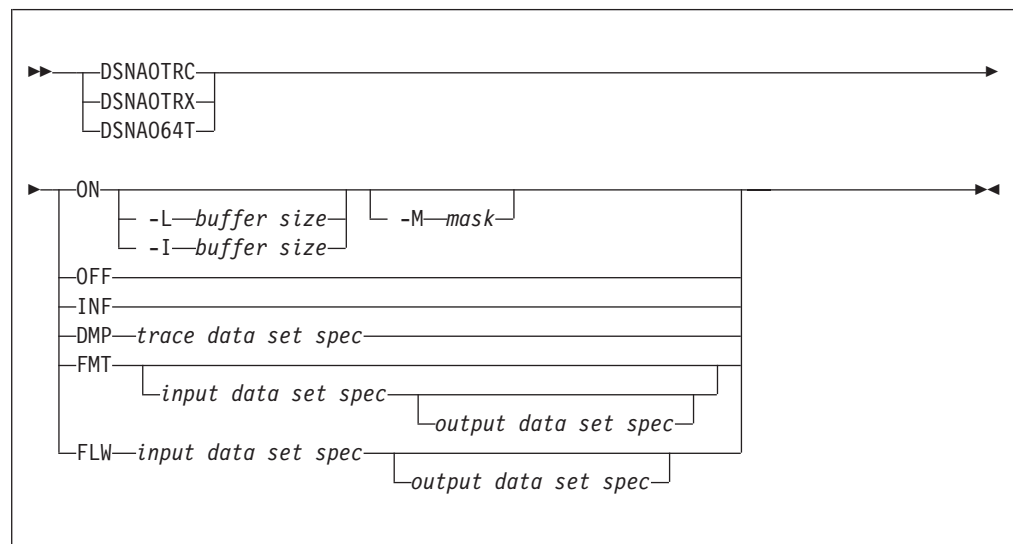 DSNAOTRC
DSNAOTRX
DSNAO64T
ON
-L buffer size -M mask
-I buffer size
OFF
INF
DMP trace data set spec
FMT
input data set spec
output data set spec
FLW input data set spec
output data set spec